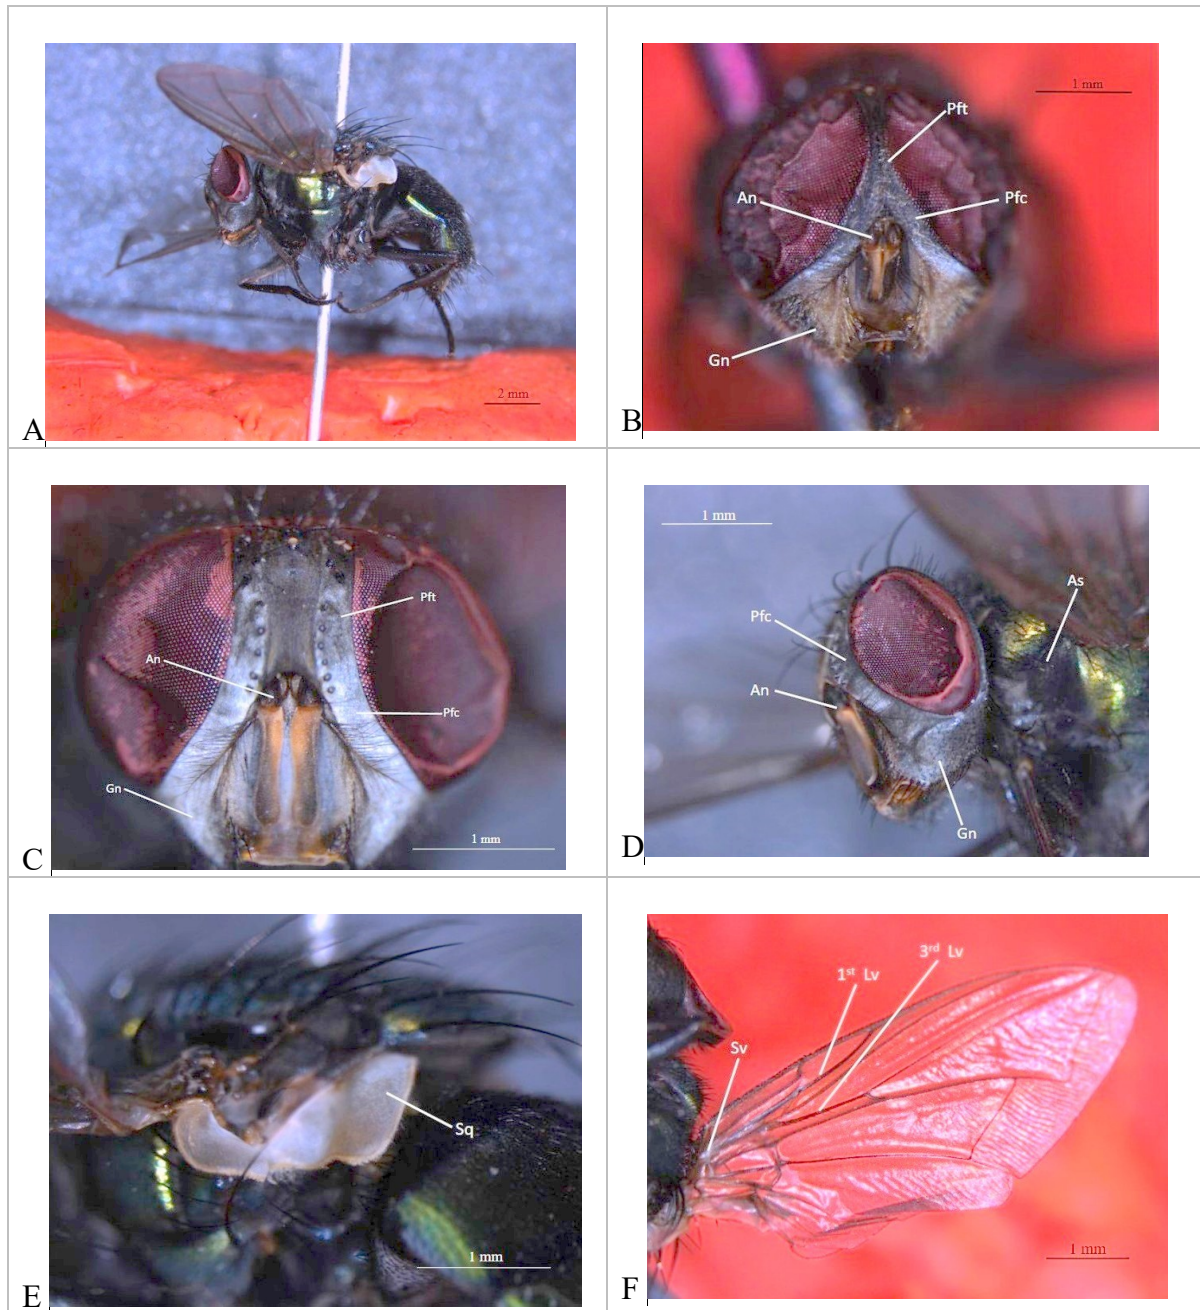 2 mm
A
1 mm
Pft
An
Pfc
Gn
B
Pft
An
Pfc
Gn
1 mm
C
1 mm
As
Pfc
An
Gn
D
Sq
1 mm
E
3rd Lv
1st Lv
Sv
1 mm
F